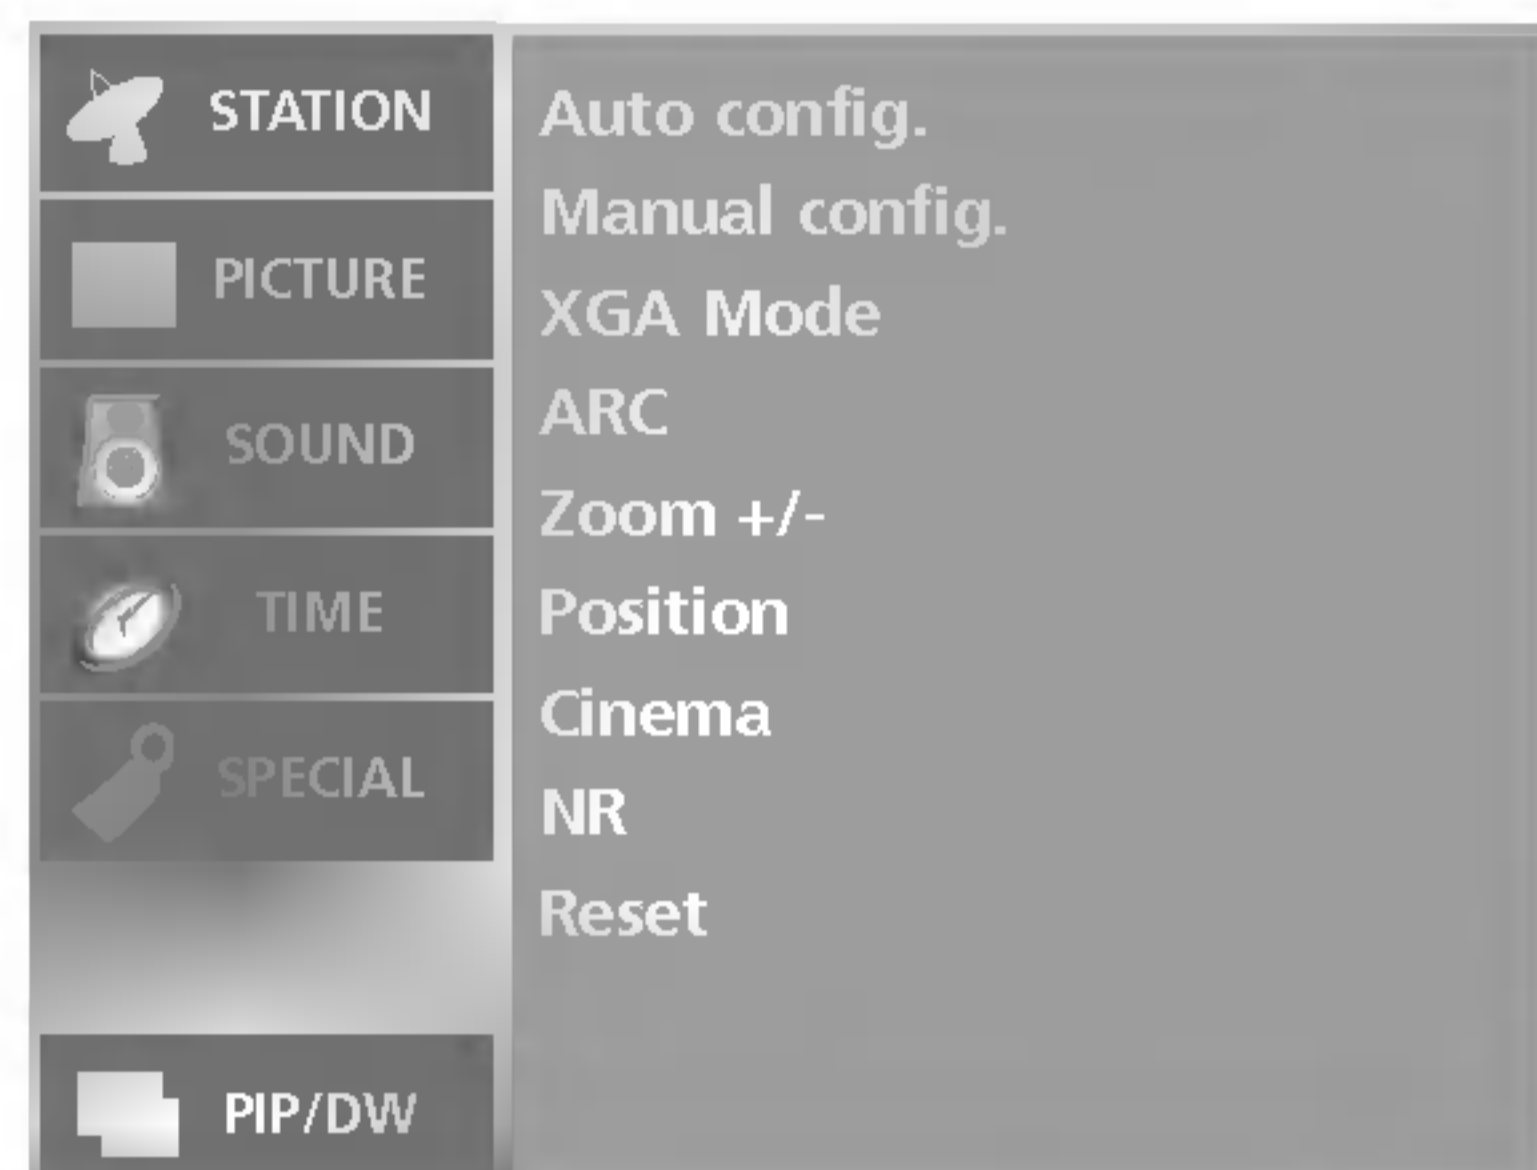 STATION
PICTURE
SOUND
TIME
SPECIAL
PIP/DW
Auto config.
Manual config.
XGA Mode
ARC
Zoom +/-
Position
Cinema
NR
Reset